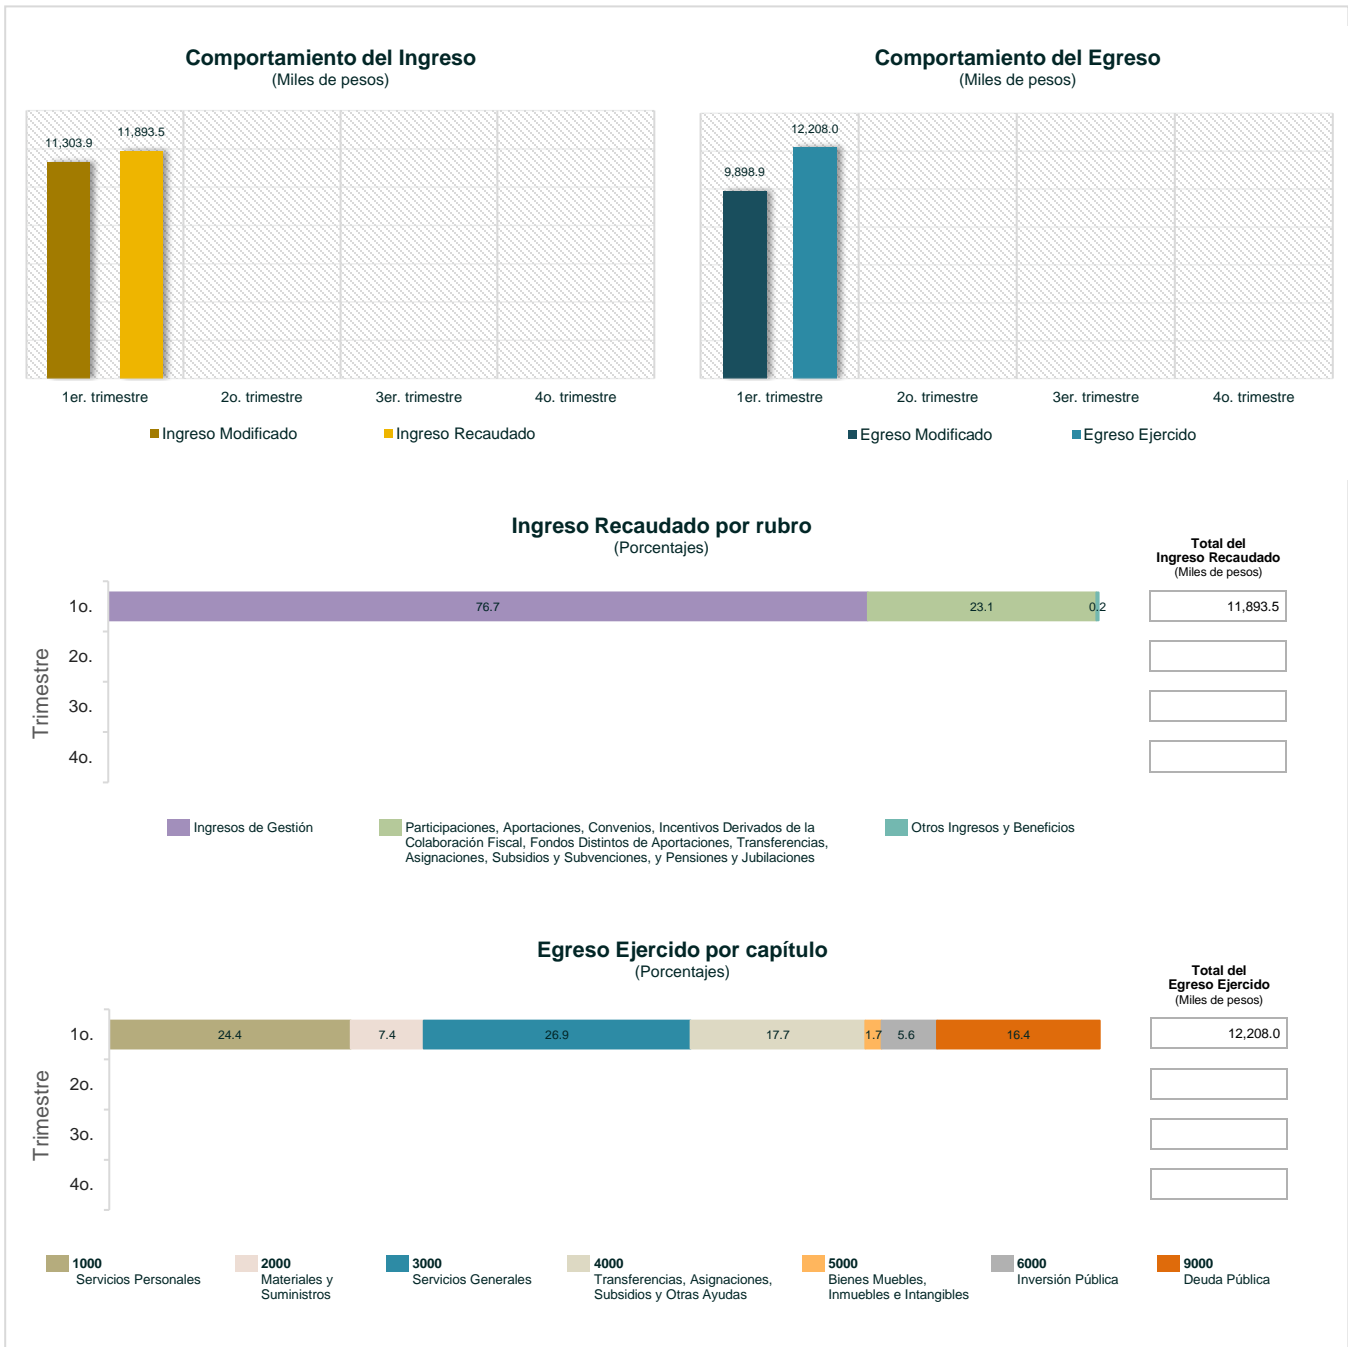 Comportamiento del Ingreso
(Miles de pesos)
11,303.9
11,893.5
1er. trimestre
2o. trimestre
3er. trimestre
4o. trimestre
Ingreso Modificado
Ingreso Recaudado
Comportamiento del Egreso
(Miles de pesos)
9,898.9
12,208.0
1er. trimestre
2o. trimestre
3er. trimestre
4o. trimestre
Egreso Modificado
Egreso Ejercido
Ingreso Recaudado por rubro
(Porcentajes)
Total del
Ingreso Recaudado
(Miles de pesos)
Trimestre
1o.
76.7
23.1
0.2
11,893.5
2o.
3o.
4o.
Ingresos de Gestión
Participaciones, Aportaciones, Convenios, Incentivos Derivados de la
Colaboración Fiscal, Fondos Distintos de Aportaciones, Transferencias,
Asignaciones, Subsidios y Subvenciones, y Pensiones y Jubilaciones
Otros Ingresos y Beneficios
Egreso Ejercido por capítulo
(Porcentajes)
Total del
Egreso Ejercido
(Miles de pesos)
Trimestre
1o.
24.4
7.4
26.9
17.7
1.7
5.6
16.4
12,208.0
2o.
3o.
4o.
1000
Servicios Personales
2000
Materiales y
Suministros
3000
Servicios Generales
4000
Transferencias, Asignaciones,
Subsidios y Otras Ayudas
5000
Bienes Muebles,
Inmuebles e Intangibles
6000
Inversión Pública
9000
Deuda Pública